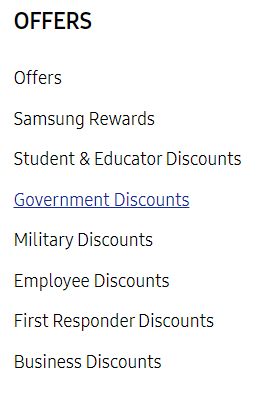 OFFERS
Offers
Samsung Rewards
Student & Educator Discounts
Government Discounts
Military Discounts
Employee Discounts
First Responder Discounts
Business Discounts